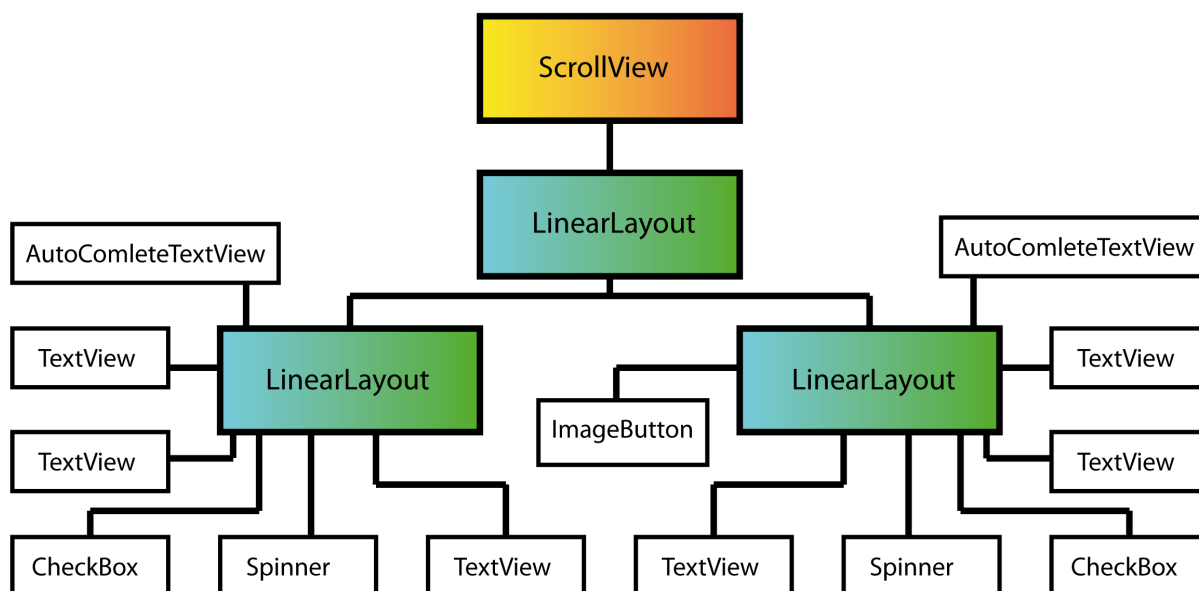 ScrollView
LinearLayout
AutoComleteTextView
AutoComleteTextView
TextView
LinearLayout
LinearLayout
TextView
ImageButton
TextView
TextView
CheckBox
Spinner
TextView
TextView
Spinner
CheckBox